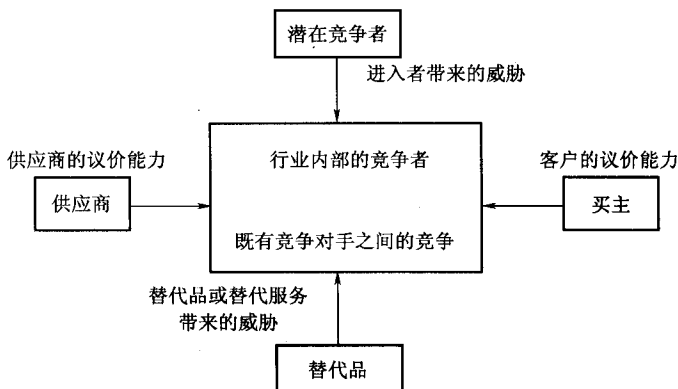 潜在竞争者
进入者带来的威胁
供应商的议价能力
行业内部的竞争者
客户的议价能力
供应商
买主
既有竞争对手之间的竞争
替代品或替代服务
带来的威胁
替代品